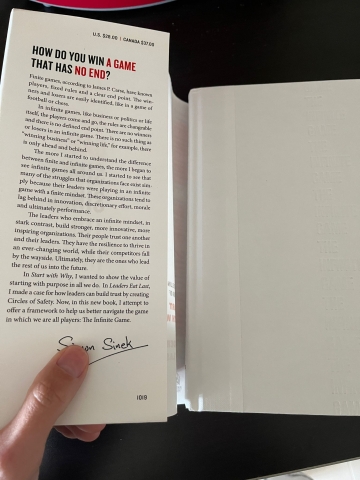 U.S. $28.00 | CANADA $37.00
HOW DO YOU WIN A GAME
THAT HAS NO END?
Finite games, according to James P. Carse, have known
players, fixed rules and a clear end point. The win-
ners and losers are easily identified, like in a game of
football or chess.
In infinite games, like business or politics or life
itself, the players come and go, the rules are changeable
and there is no defined end point. There are no winners
or losers in an infinite game. There is no such thing as
"winning business" or "winning life," for example, there
is only ahead and behind.
The more I started to understand the difference
between finite and infinite games, the more I began to
see infinite games all around us. I started to see that
many of the struggles that organizations face exist sim-
ply because their leaders were playing in an infinite
game with a finite mindset. These organizations tend to
lag behind in innovation, discretionary effort, morale
and ultimately performance.
The leaders who embrace an infinite mindset, in
stark contrast, build stronger, more innovative, more
inspiring organizations. Their people trust one another
and their leaders. They have the resilience to thrive in
an ever-changing world, while their competitors fall
by the wayside. Ultimately, they are the ones who lead
the rest of us into the future.
In Start with Why, I wanted to show the value of
starting with purpose in all we do. In Leaders Eat Last,
I made a case for how leaders can build trust by creating
Circles of Safety. Now, in this new book, I attempt to
offer a framework to help us better navigate the game
in which we are all players: The Infinite Game.
Simon Sinek
1019